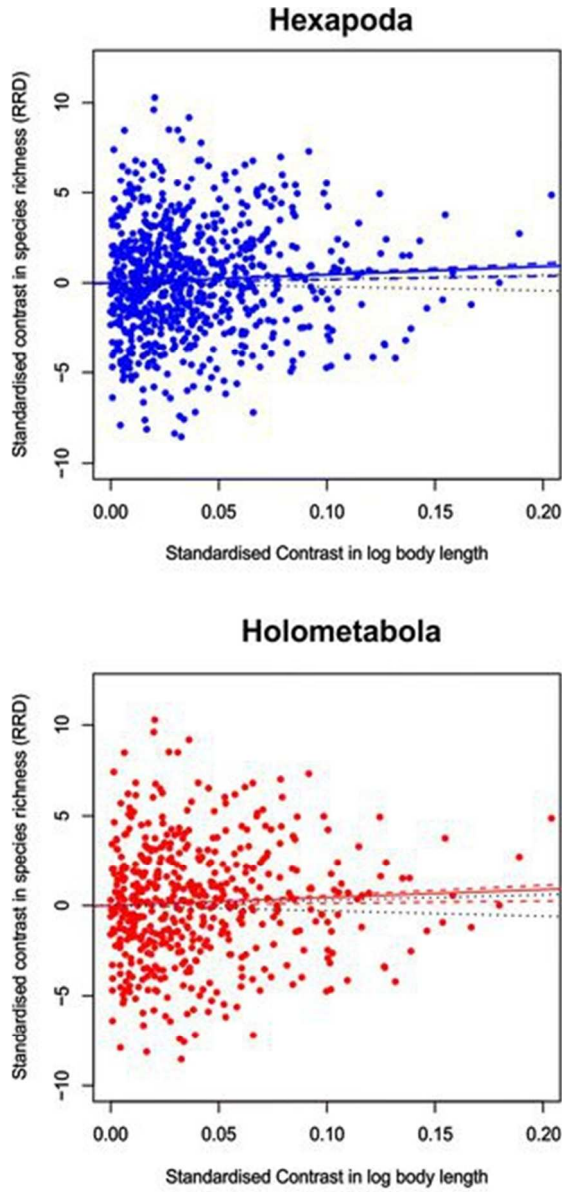 Hexapoda
Standardised contrast in species richness (RRD)
10
5
0
−5
−10
0.00 0.05 0.10 0.15 0.20
Standardised Contrast in log body length
Holometabola
Standardised contrast in species richness (RRD)
10
5
0
−5
−10
0.00 0.05 0.10 0.15 0.20
Standardised Contrast in log body length